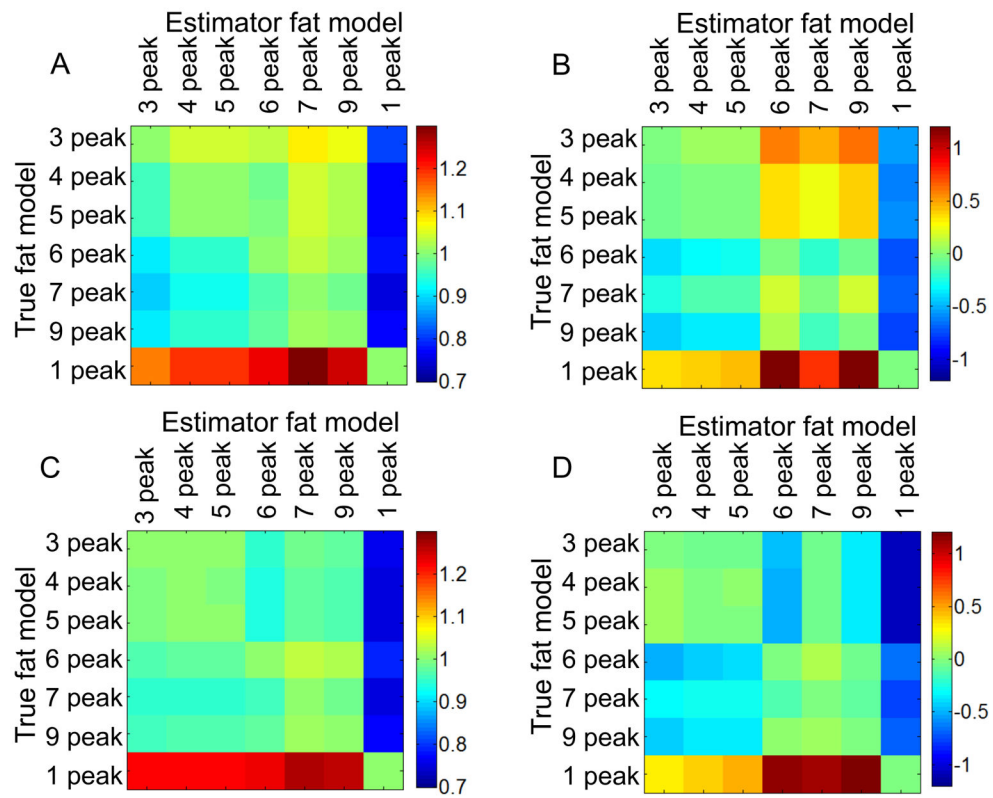 Estimator fat model
A
3 peak
4 peak
5 peak
6 peak
7 peak
9 peak
1 peak
True fat model
3 peak
4 peak
5 peak
6 peak
7 peak
9 peak
1 peak
1.2
1.1
1
0.9
0.8
0.7
Estimator fat model
B
3 peak
4 peak
5 peak
6 peak
7 peak
9 peak
1 peak
True fat model
3 peak
4 peak
5 peak
6 peak
7 peak
9 peak
1 peak
1
0.5
0
-0.5
-1
Estimator fat model
C
3 peak
4 peak
5 peak
6 peak
7 peak
9 peak
1 peak
True fat model
3 peak
4 peak
5 peak
6 peak
7 peak
9 peak
1 peak
1.2
1.1
1
0.9
0.8
0.7
Estimator fat model
D
3 peak
4 peak
5 peak
6 peak
7 peak
9 peak
1 peak
True fat model
3 peak
4 peak
5 peak
6 peak
7 peak
9 peak
1 peak
1
0.5
0
-0.5
-1